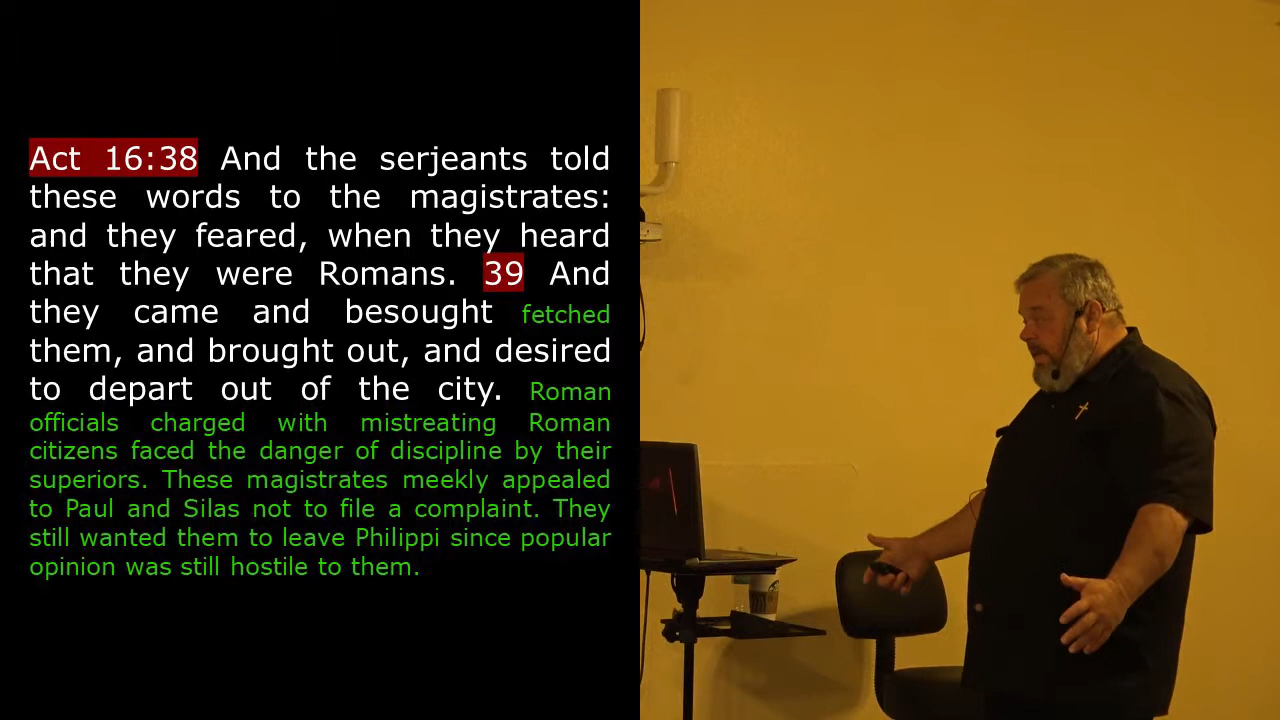 Act 16:38 And the serjeants told
these words to the magistrates:
and they feared, when they heard
that they were Romans. 39 And
they came and besought fetched
them, and brought out, and desired
to depart out of the city. Roman
officials charged with mistreating Roman
citizens faced the danger of discipline by their
superiors. These magistrates meekly appealed
to Paul and Silas not to file a complaint. They
still wanted them to leave Philippi since popular
opinion was still hostile to them.